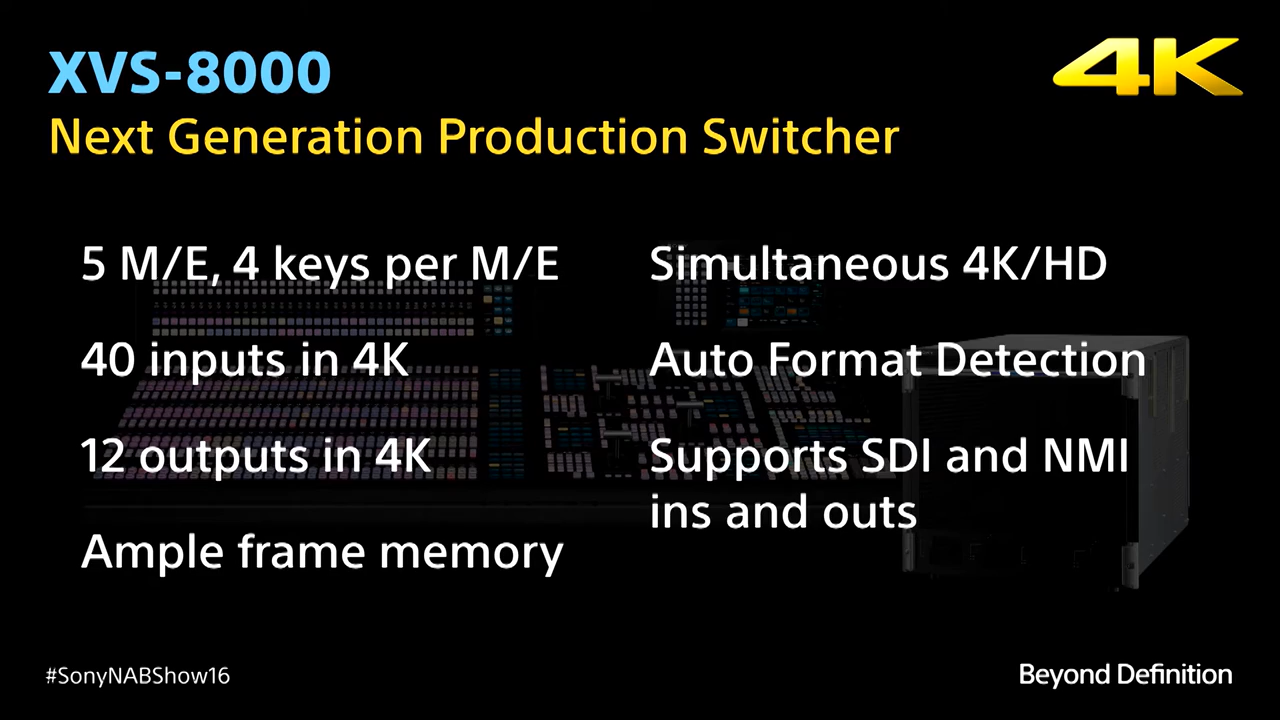 XVS-8000
4K
Next Generation Production Switcher
5 M/E, 4 keys per M/E
40 inputs in 4K
12 outputs in 4K
Ample frame memory
Simultaneous 4K/HD
Auto Format Detection
Supports SDI and NMI
ins and outs
#SonyNABShow16
Beyond Definition